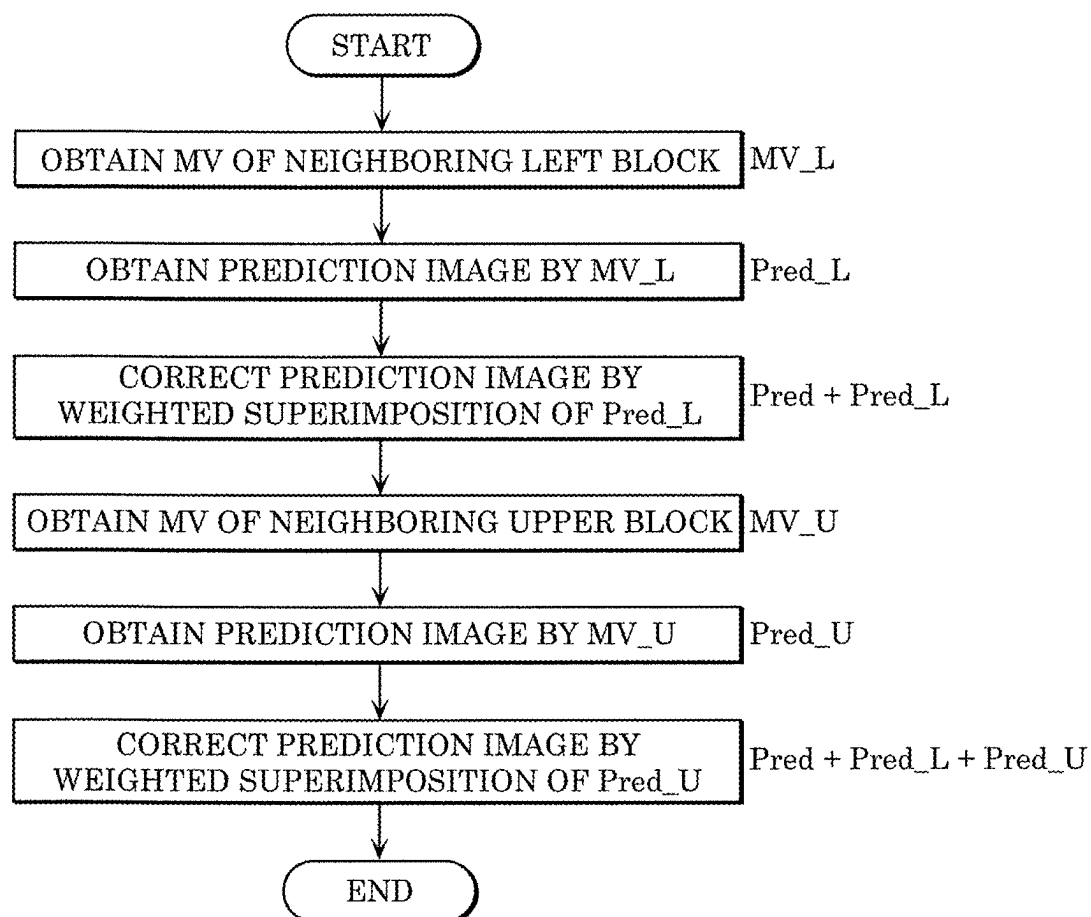 START
OBTAIN MV OF NEIGHBORING LEFT BLOCK MV_L
OBTAIN PREDICTION IMAGE BY MV_L Pred_L
CORRECT PREDICTION IMAGE BY
WEIGHTED SUPERIMPOSITION OF Pred_L
Pred + Pred_L
OBTAIN MV OF NEIGHBORING UPPER BLOCK MV_U
OBTAIN PREDICTION IMAGE BY MV_U Pred_U
CORRECT PREDICTION IMAGE BY
WEIGHTED SUPERIMPOSITION OF Pred_U
Pred + Pred_L + Pred_U
END